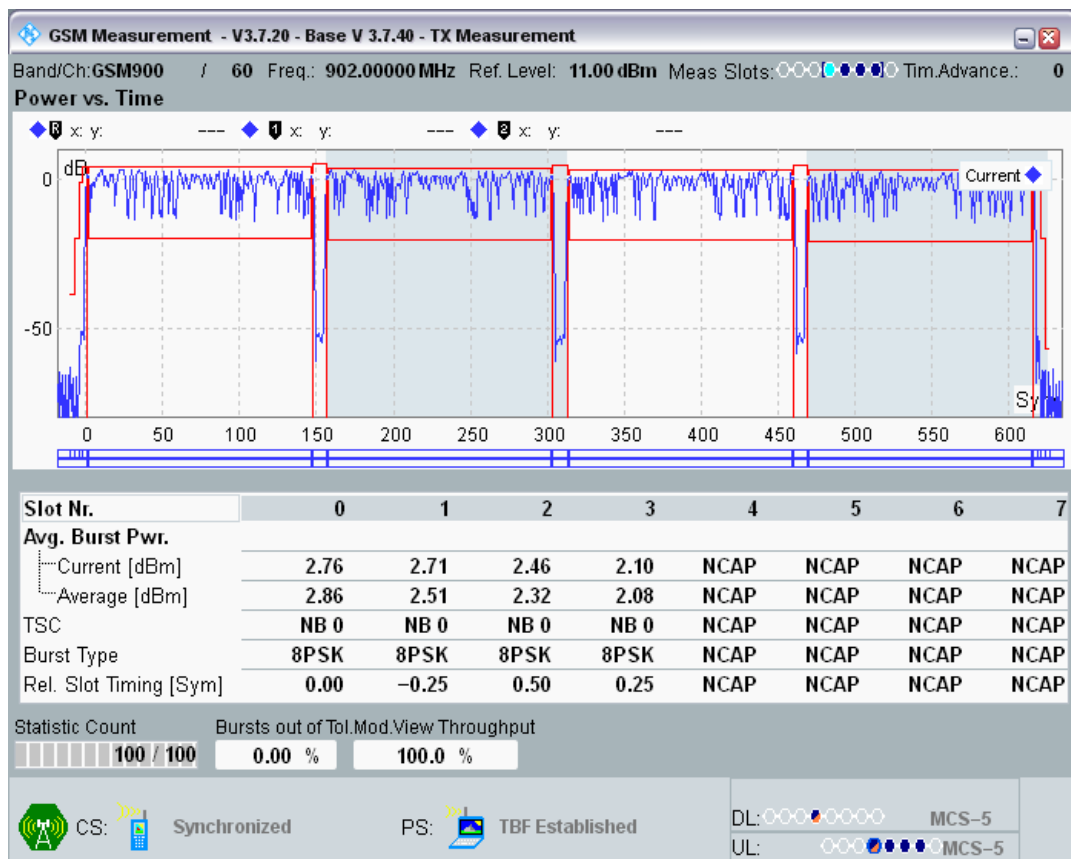 GSM Measurement - V3.7.20 - Base V 3.7.40 - TX Measurement
Band/Ch:GSM900 / 60 Freq.: 902.00000 MHz Ref. Level: 11.00 dBm Meas Slots: Tim.Advance.: 0
Power vs. Time
R x: y: --- 1 x: y: --- 2 x: y: ---
dB
Current
0
-50
Sy
0 50 100 150 200 250 300 350 400 450 500 550 600
Slot Nr. 0 1 2 3 4 5 6 7
Avg. Burst Pwr.
Current [dBm] 2.76 2.71 2.46 2.10 NCAP NCAP NCAP NCAP
Average [dBm] 2.86 2.51 2.32 2.08 NCAP NCAP NCAP NCAP
TSC NB 0 NB 0 NB 0 NB 0 NCAP NCAP NCAP NCAP
Burst Type 8PSK 8PSK 8PSK 8PSK NCAP NCAP NCAP NCAP
Rel. Slot Timing [Sym] 0.00 −0.25 0.50 0.25 NCAP NCAP NCAP NCAP
Statistic Count Bursts out of Tol.Mod.View Throughput
100 / 100 0.00 % 100.0 %
CS: Synchronized PS: TBF Established
DL: MCS−5
UL: MCS−5